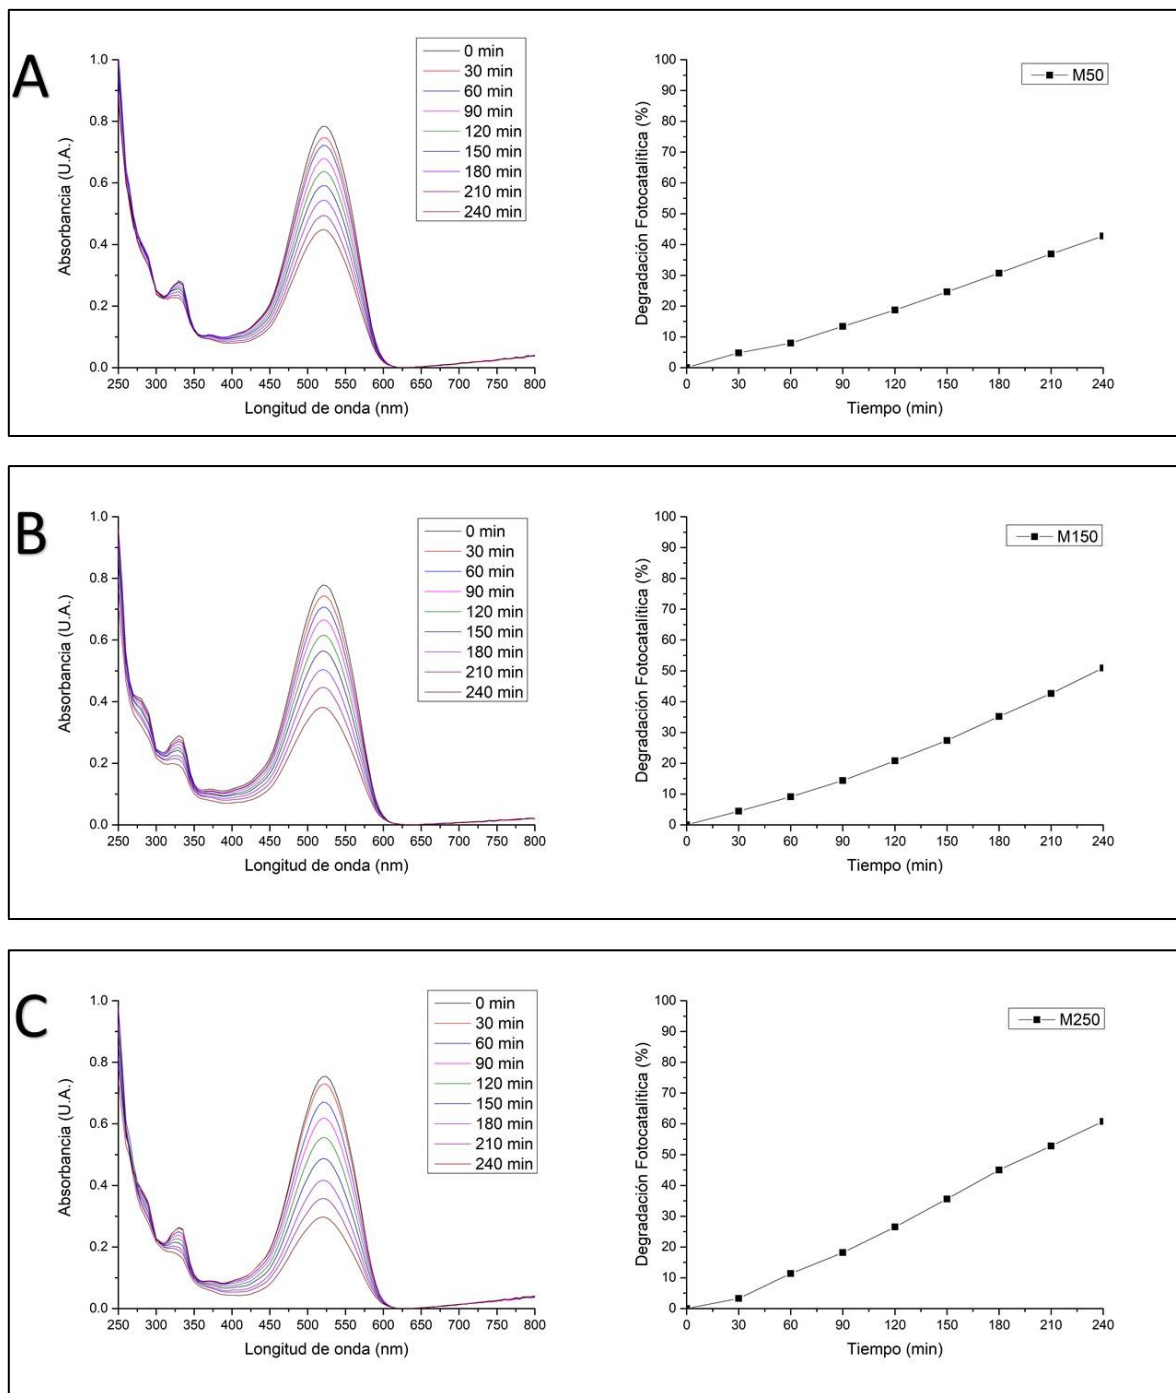 A
0 min
30 min
60 min
90 min
120 min
150 min
180 min
210 min
240 min
Absorbancia (U.A.)
1.0
0.8
0.6
0.4
0.2
0.0
250 300 350 400 450 500 550 600 650 700 750 800
Longitud de onda (nm)
M50
Degradación Fotocatalítica (%)
100
90
80
70
60
50
40
30
20
10
0
0 30 60 90 120 150 180 210 240
Tiempo (min)
B
0 min
30 min
60 min
90 min
120 min
150 min
180 min
210 min
240 min
Absorbancia (U.A.)
1.0
0.8
0.6
0.4
0.2
0.0
250 300 350 400 450 500 550 600 650 700 750 800
Longitud de onda (nm)
M150
Degradación Fotocatalítica (%)
100
90
80
70
60
50
40
30
20
10
0
0 30 60 90 120 150 180 210 240
Tiempo (min)
C
0 min
30 min
60 min
90 min
120 min
150 min
180 min
210 min
240 min
Absorbancia (U.A.)
1.0
0.8
0.6
0.4
0.2
0.0
250 300 350 400 450 500 550 600 650 700 750 800
Longitud de onda (nm)
M250
Degradación Fotocatalítica (%)
100
90
80
70
60
50
40
30
20
10
0
0 30 60 90 120 150 180 210 240
Tiempo (min)